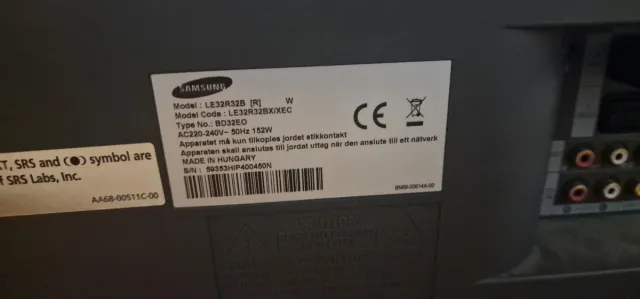 SAMSUNG
Model : LE32R32B [R] W
Model Code : LE32R32BX/XEC
Type No. : BD32EO
AC220-240V~ 50Hz 152W
Apparatet må kun tilkoples jordet stikkontakt
Apparaten skall anslutas till jordat uttag när den ansluts till ett nätverk
MADE IN HUNGARY
S/N : 59353HIP400450N
CE
BN68-00614A-00
T, SRS and (●) symbol are
f SRS Labs, Inc.
AA68-00511C-00
CAUTION